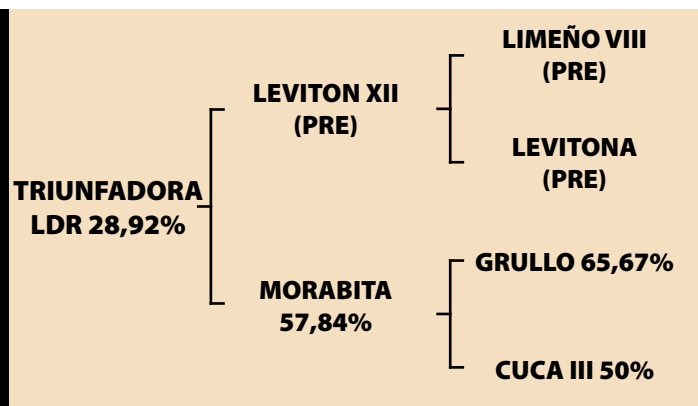 LIMEÑO VIII
(PRE)
LEVITON XII
(PRE)
LEVITONA
(PRE)
TRIUNFADORA
LDR 28,92%
GRULLO 65,67%
MORABITA
57,84%
CUCA III 50%